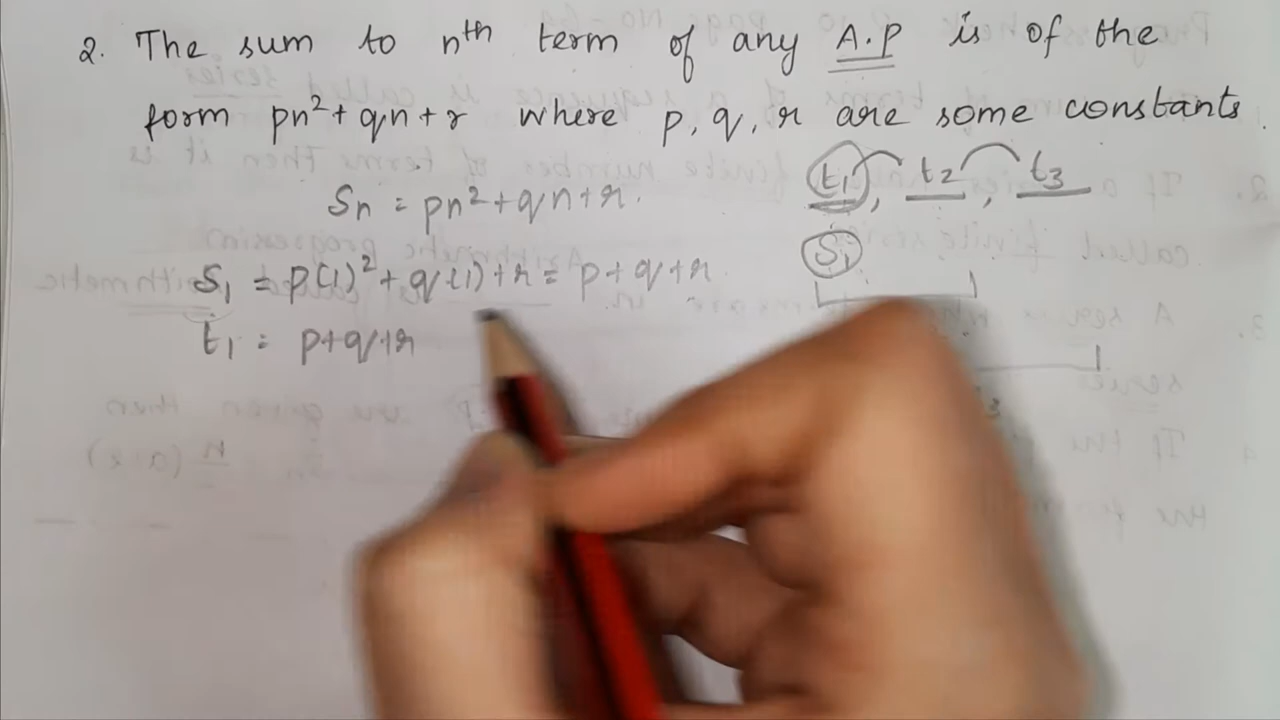 2. The sum to nth term of any A.P is of the
form pn²+qn+r where p, q, r are some constants.
t1, t2, t3
Sn = pn²+qn+r.
S1
S1 = p(1)²+q(1)+r = p+q+r
t1 = p+q+r